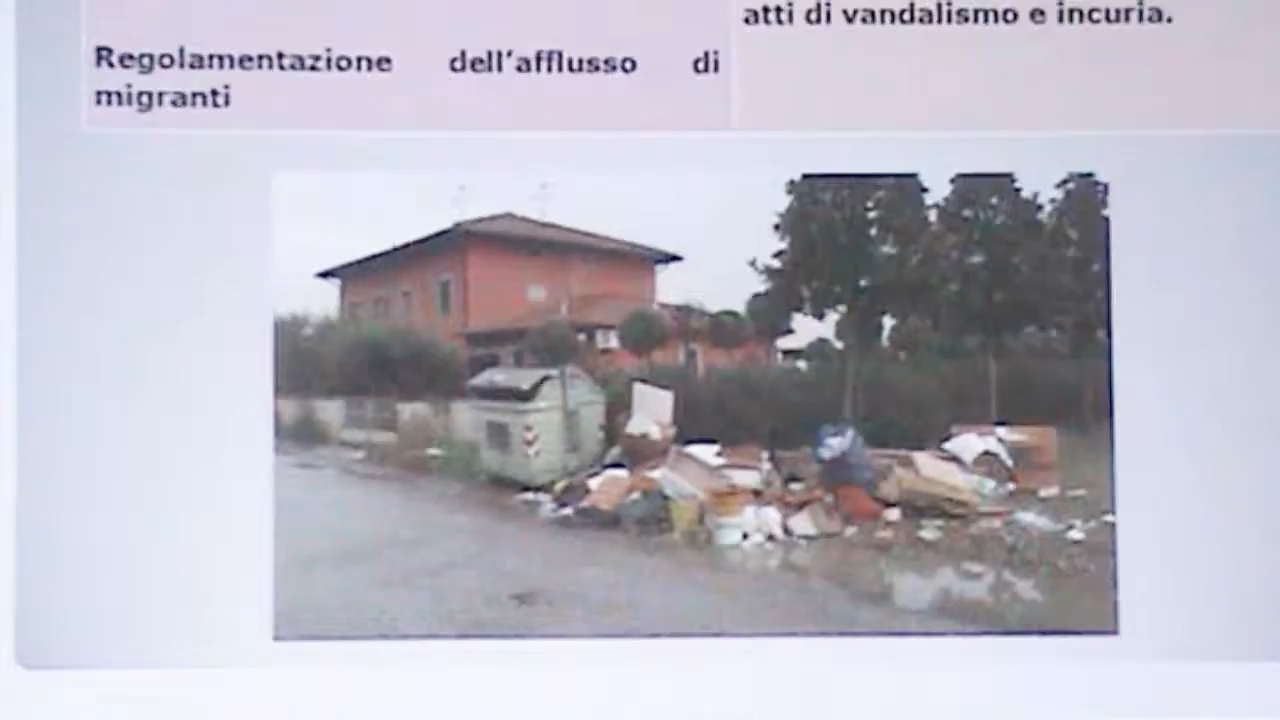 atti di vandalismo e incuria.
Regolamentazione dell’afflusso di
migranti